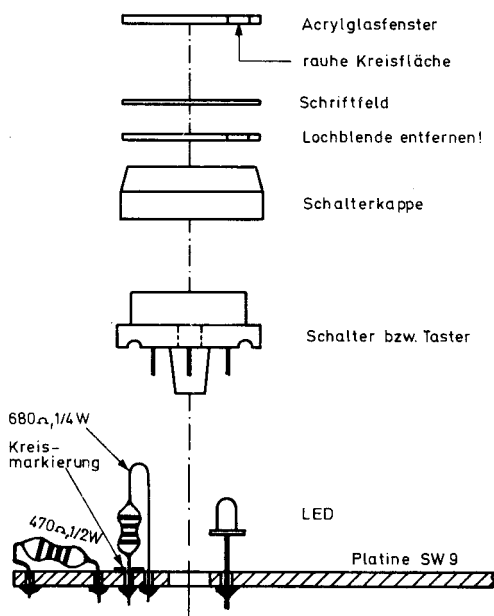 Acrylglasfenster
rauhe Kreisfläche
Schriftfeld
Lochblende entfernen!
Schalterkappe
Schalter bzw. Taster
680Ω, 1/4 W
Kreis-
markierung
470Ω, 1/2W
LED
Platine SW 9